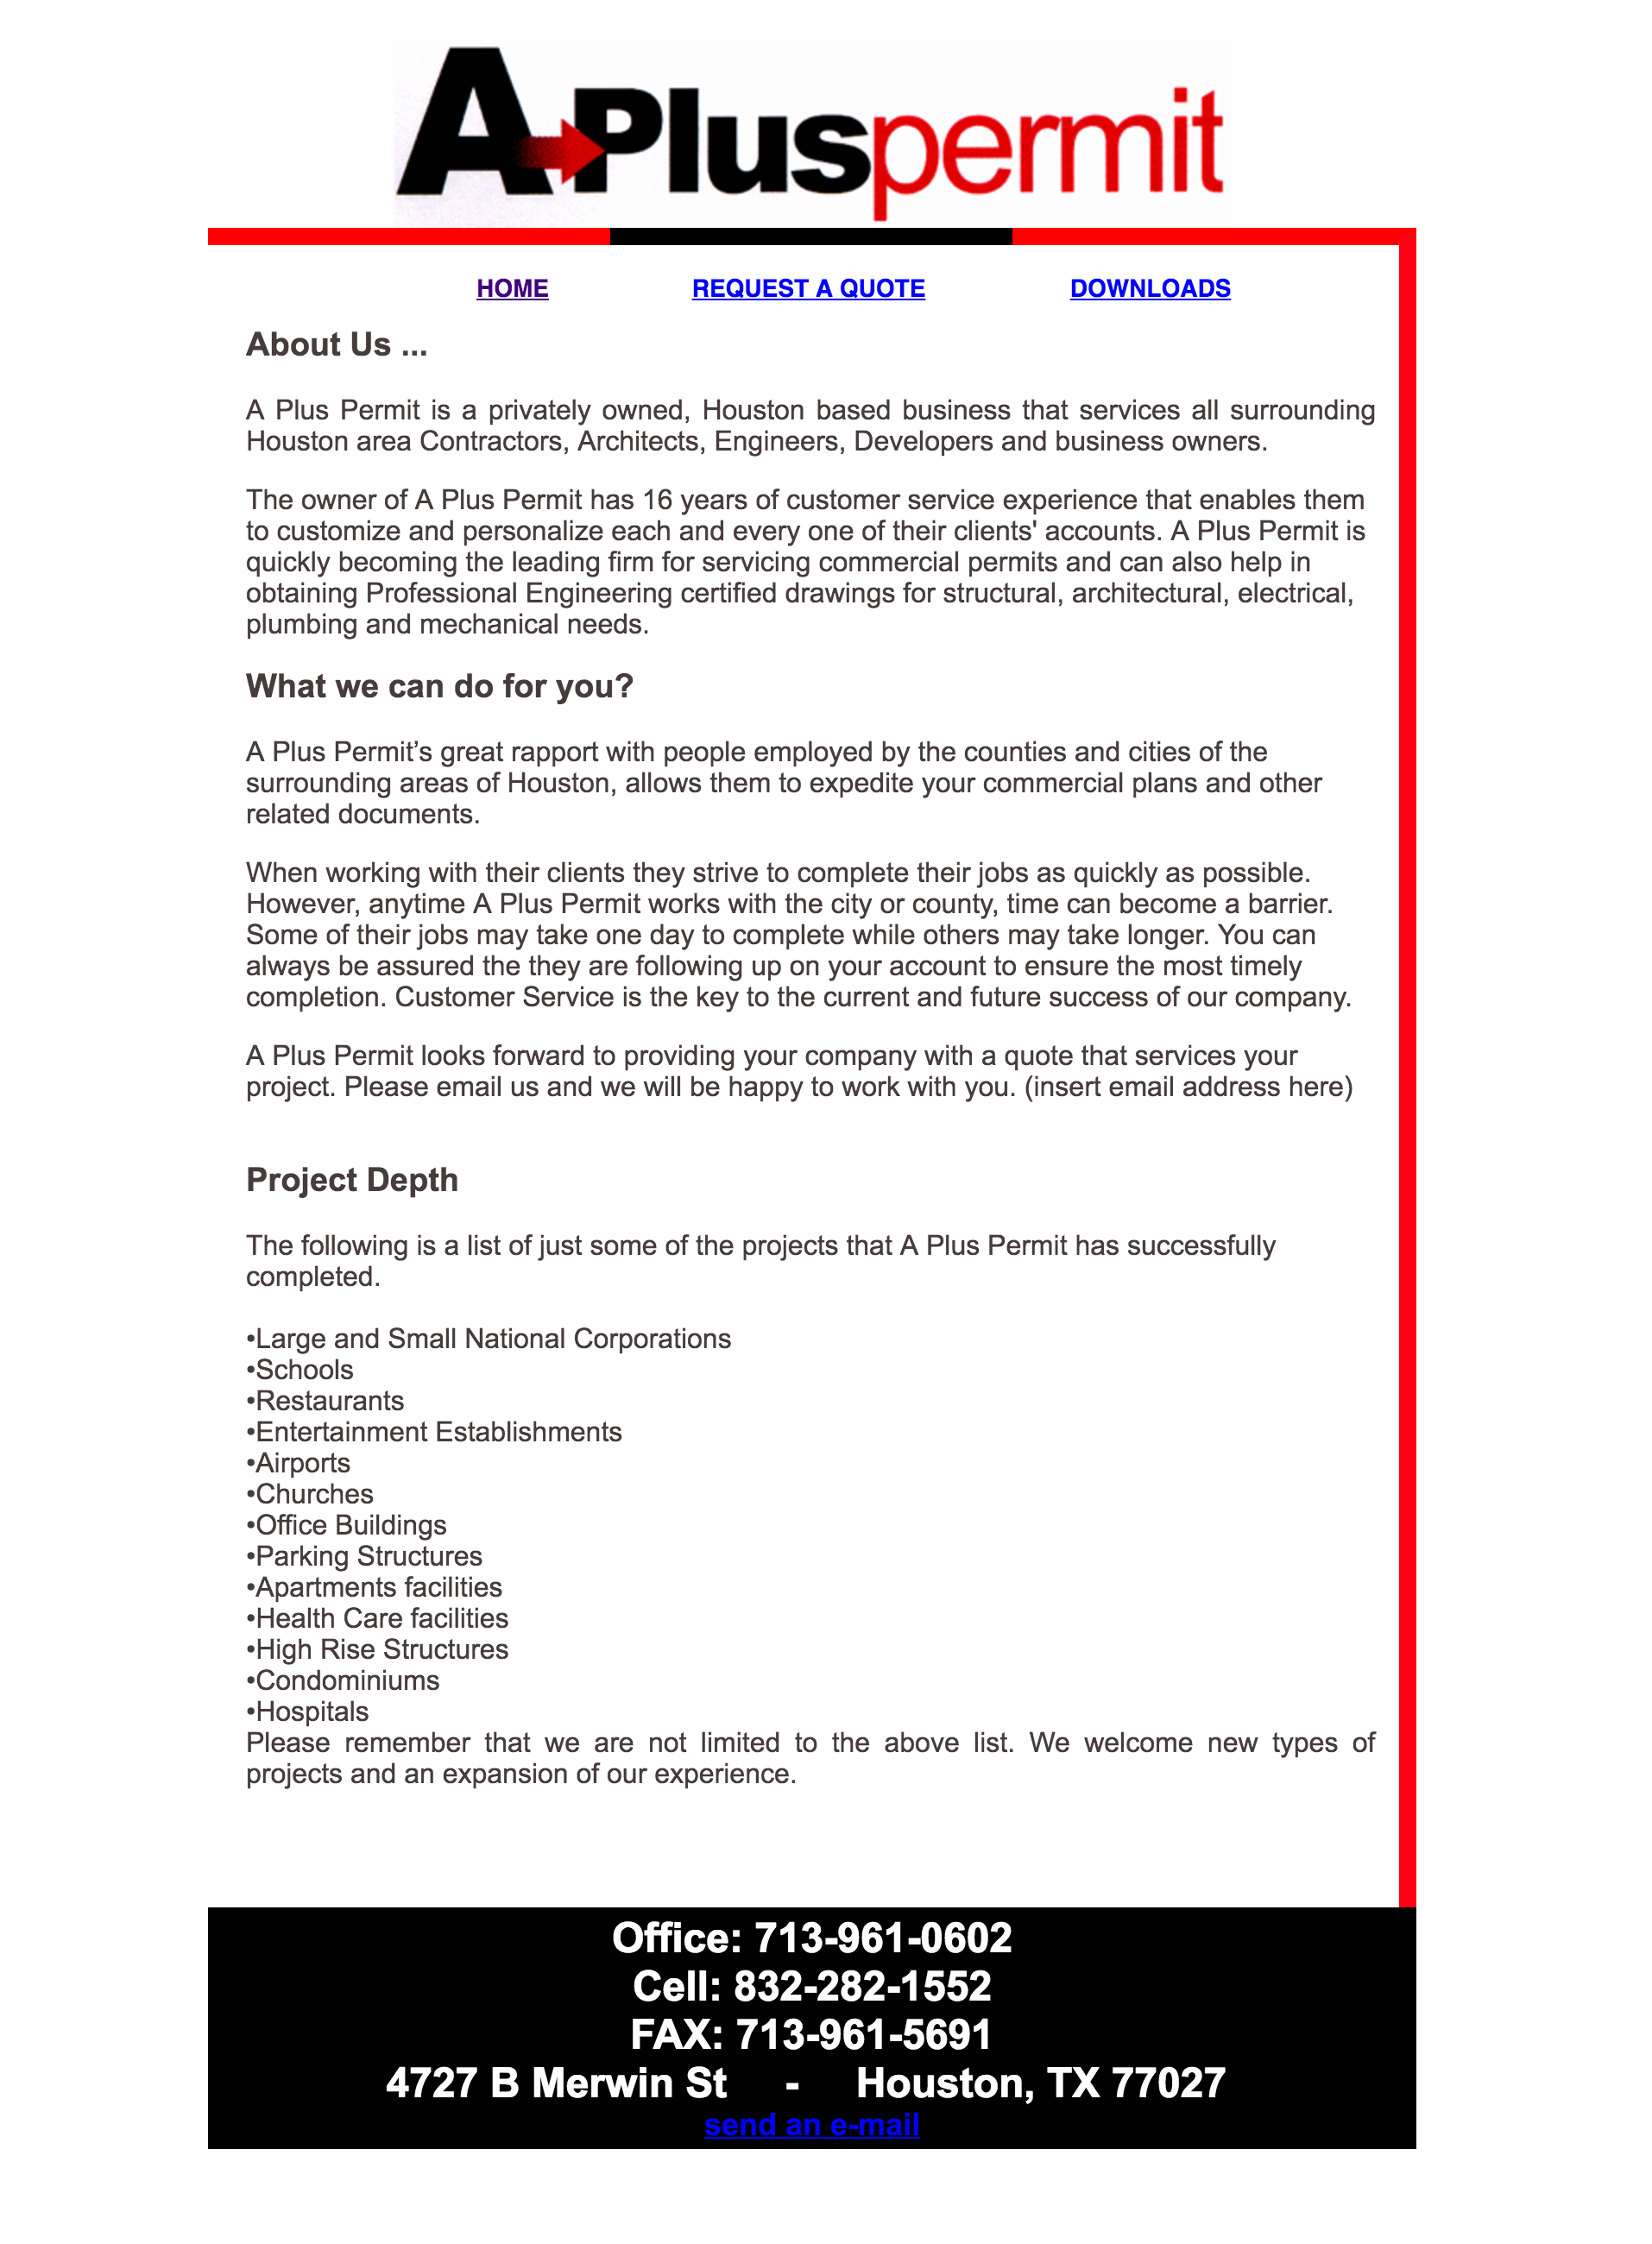 APluspermit
HOME REQUEST A QUOTE DOWNLOADS
About Us ...
A Plus Permit is a privately owned, Houston based business that services all surrounding
Houston area Contractors, Architects, Engineers, Developers and business owners.
The owner of A Plus Permit has 16 years of customer service experience that enables them
to customize and personalize each and every one of their clients' accounts. A Plus Permit is
quickly becoming the leading firm for servicing commercial permits and can also help in
obtaining Professional Engineering certified drawings for structural, architectural, electrical,
plumbing and mechanical needs.
What we can do for you?
A Plus Permit’s great rapport with people employed by the counties and cities of the
surrounding areas of Houston, allows them to expedite your commercial plans and other
related documents.
When working with their clients they strive to complete their jobs as quickly as possible.
However, anytime A Plus Permit works with the city or county, time can become a barrier.
Some of their jobs may take one day to complete while others may take longer. You can
always be assured the they are following up on your account to ensure the most timely
completion. Customer Service is the key to the current and future success of our company.
A Plus Permit looks forward to providing your company with a quote that services your
project. Please email us and we will be happy to work with you. (insert email address here)
Project Depth
The following is a list of just some of the projects that A Plus Permit has successfully
completed.
•Large and Small National Corporations
•Schools
•Restaurants
•Entertainment Establishments
•Airports
•Churches
•Office Buildings
•Parking Structures
•Apartments facilities
•Health Care facilities
•High Rise Structures
•Condominiums
•Hospitals
Please remember that we are not limited to the above list. We welcome new types of
projects and an expansion of our experience.
Office: 713-961-0602
Cell: 832-282-1552
FAX: 713-961-5691
4727 B Merwin St - Houston, TX 77027
send an e-mail